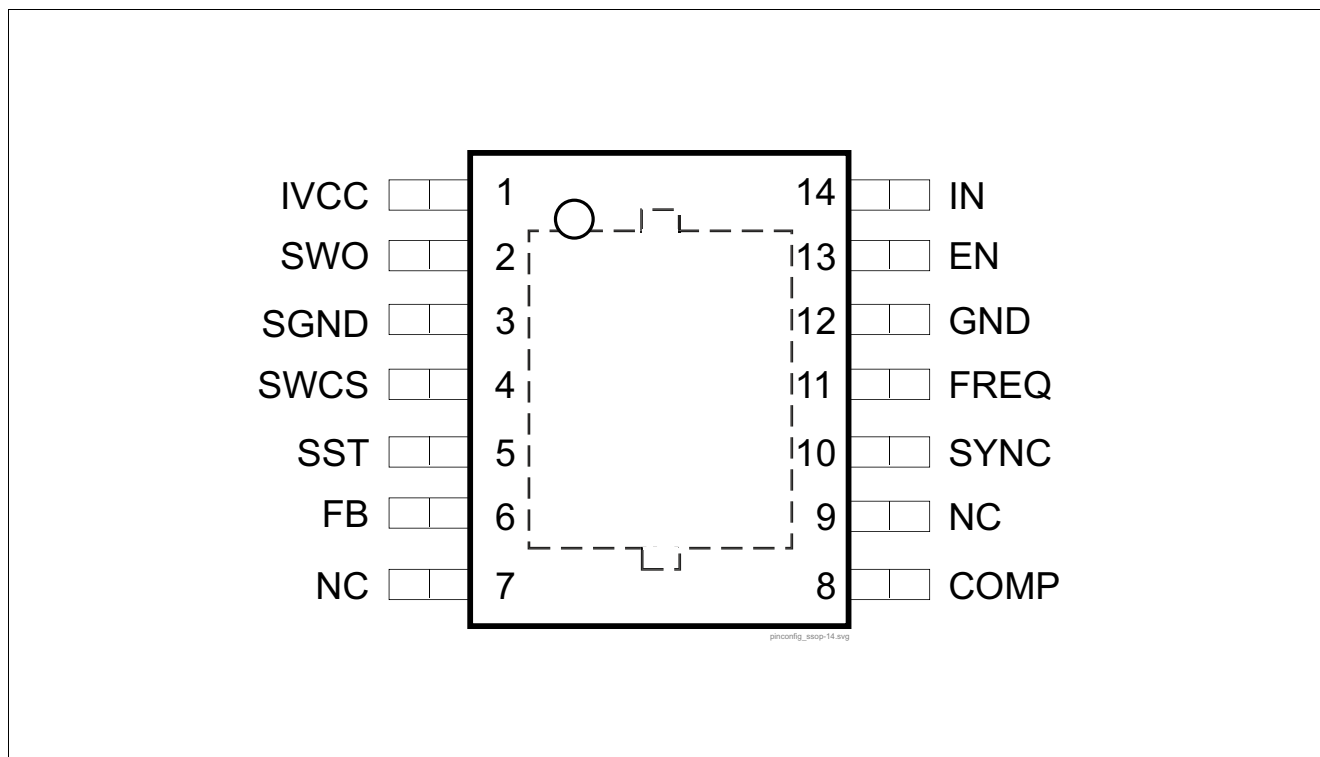 IVCC 1 14 IN
SWO 2 13 EN
SGND 3 12 GND
SWCS 4 11 FREQ
SST 5 10 SYNC
FB 6 9 NC
NC 7 8 COMP
pinconfig_ssop-14.svg